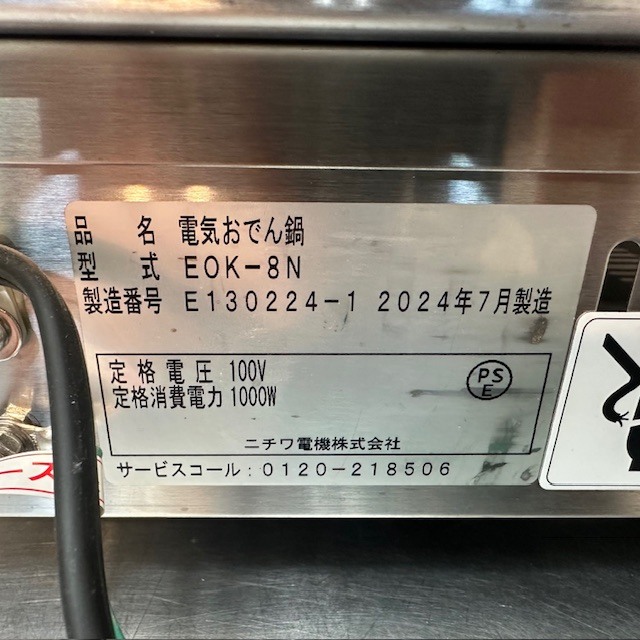 品名 電気おでん鍋
型式 EOK-8N
製造番号 E130224-1 2024年7月製造
定格電圧 100V
定格消費電力 1000W
PS
E
ニチワ電機株式会社
サービスコール：0120-218506
ース